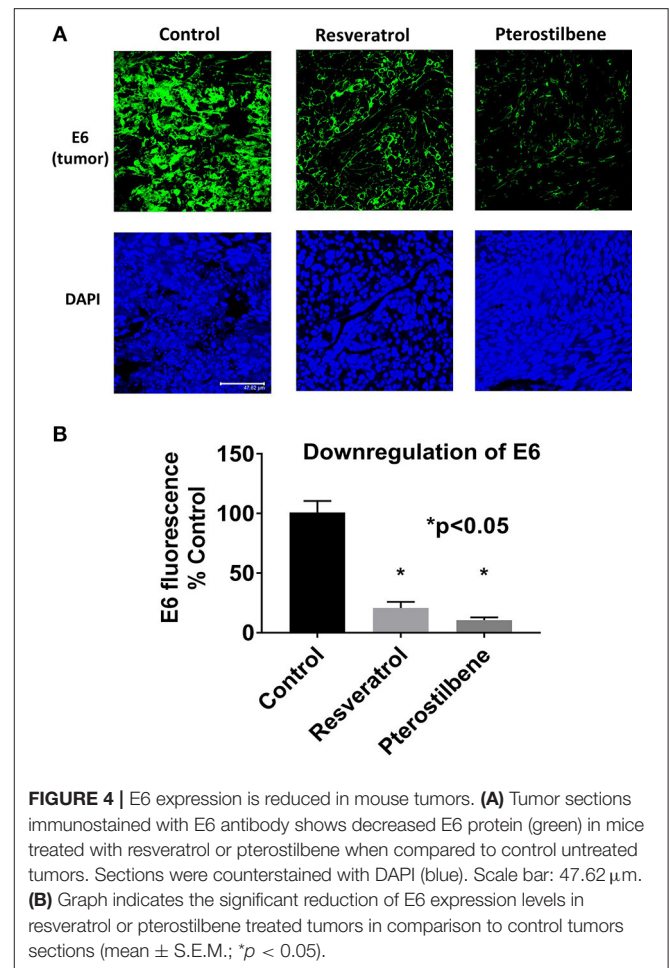 A
Control
Resveratrol
Pterostilbene
E6
(tumor)
DAPI
47.62 µm
B
Downregulation of E6
E6 fluorescence
% Control
150
100
50
0
*p<0.05
*
*
Control
Resveratrol
Pterostilbene
FIGURE 4 | E6 expression is reduced in mouse tumors. (A) Tumor sections
immunostained with E6 antibody shows decreased E6 protein (green) in mice
treated with resveratrol or pterostilbene when compared to control untreated
tumors. Sections were counterstained with DAPI (blue). Scale bar: 47.62 µm.
(B) Graph indicates the significant reduction of E6 expression levels in
resveratrol or pterostilbene treated tumors in comparison to control tumors
sections (mean ± S.E.M.; *p < 0.05).